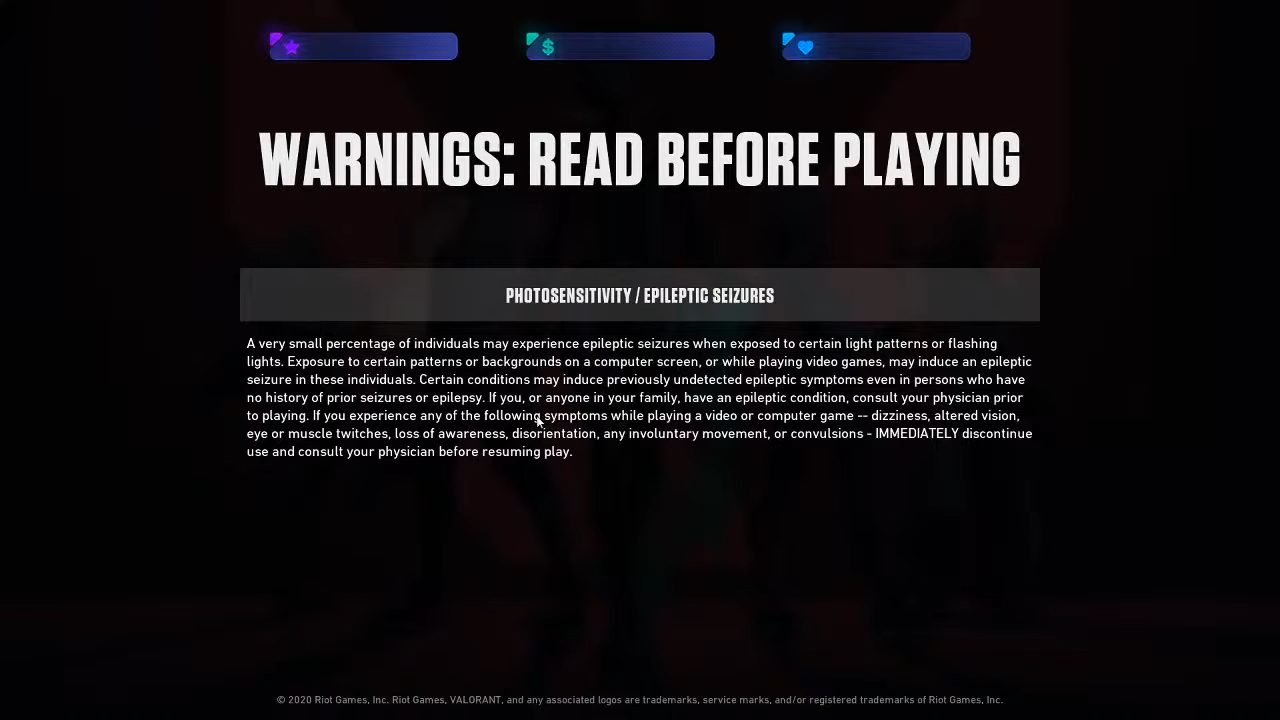 WARNINGS: READ BEFORE PLAYING
PHOTOSENSITIVITY / EPILEPTIC SEIZURES
A very small percentage of individuals may experience epileptic seizures when exposed to certain light patterns or flashing
lights. Exposure to certain patterns or backgrounds on a computer screen, or while playing video games, may induce an epileptic
seizure in these individuals. Certain conditions may induce previously undetected epileptic symptoms even in persons who have
no history of prior seizures or epilepsy. If you, or anyone in your family, have an epileptic condition, consult your physician prior
to playing. If you experience any of the following symptoms while playing a video or computer game -- dizziness, altered vision,
eye or muscle twitches, loss of awareness, disorientation, any involuntary movement, or convulsions - IMMEDIATELY discontinue
use and consult your physician before resuming play.
© 2020 Riot Games, Inc. Riot Games, VALORANT, and any associated logos are trademarks, service marks, and/or registered trademarks of Riot Games, Inc.